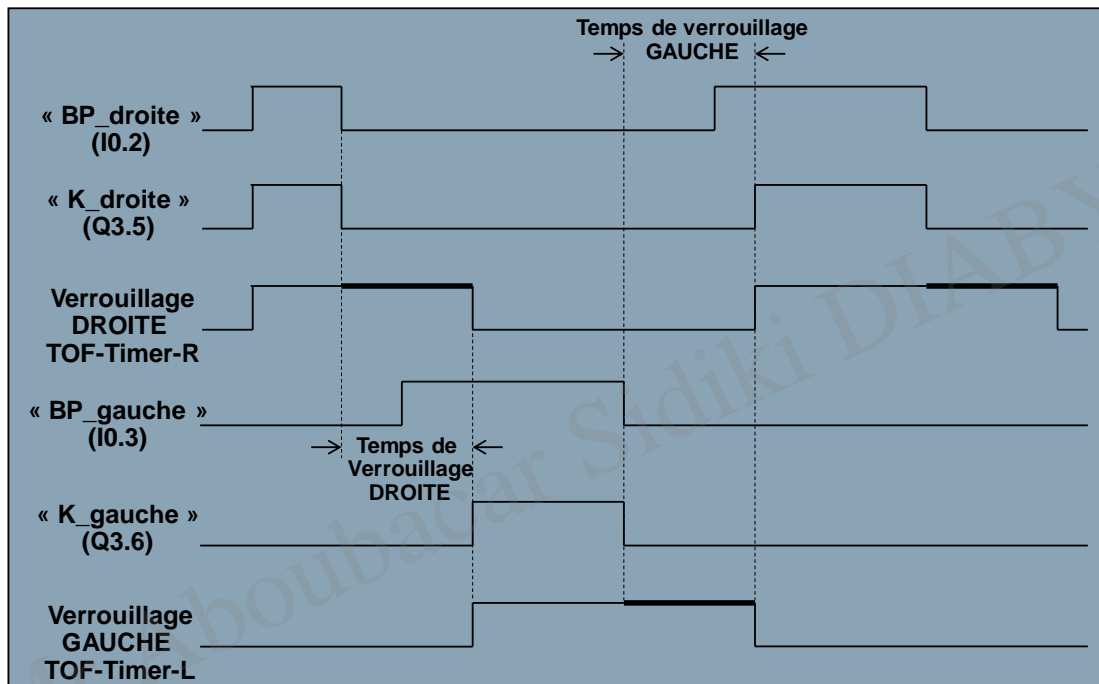 Temps de verrouillage
GAUCHE
« BP_droite »
(I0.2)
« K_droite »
(Q3.5)
Verrouillage
DROITE
TOF-Timer-R
« BP_gauche »
(I0.3)
Temps de
Verrouillage
DROITE
« K_gauche »
(Q3.6)
Verrouillage
GAUCHE
TOF-Timer-L
Aboubacar Sidiki DIABY